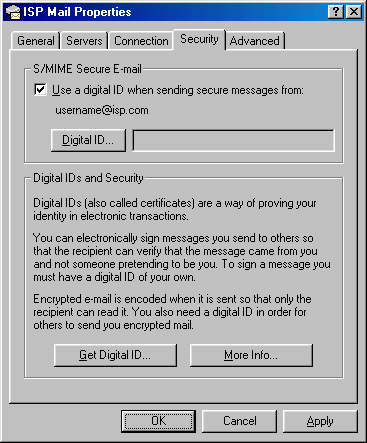 ISP Mail Properties
General Servers Connection Security Advanced
S/MIME Secure E-mail
Use a digital ID when sending secure messages from:
username@isp.com
Digital ID...
Digital IDs and Security
Digital IDs (also called certificates) are a way of proving your
identity in electronic transactions.
You can electronically sign messages you send to others so
that the recipient can verify that the message came from you
and not someone pretending to be you. To sign a message you
must have a digital ID of your own.
Encrypted e-mail is encoded when it is sent so that only the
recipient can read it. You also need a digital ID in order for
others to send you encrypted mail.
Get Digital ID... More Info...
OK Cancel Apply